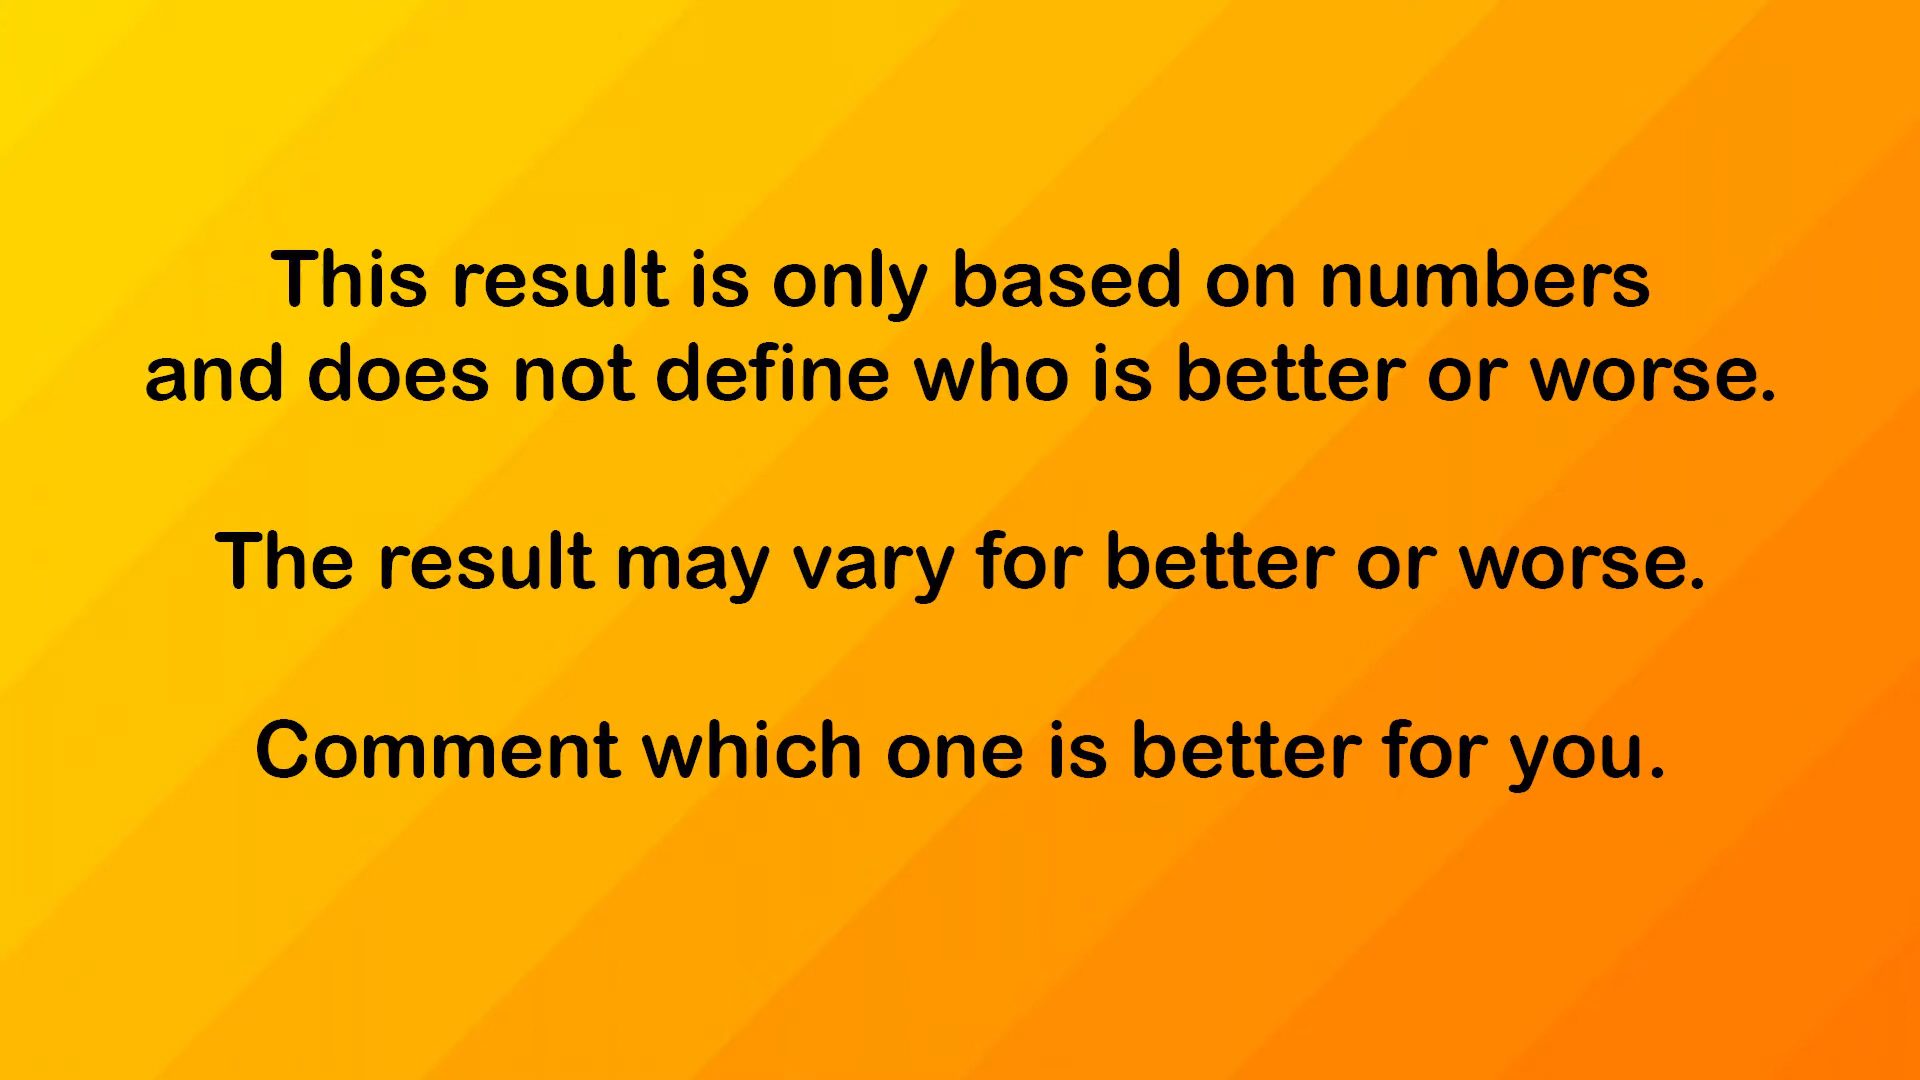 This result is only based on numbers
and does not define who is better or worse.
The result may vary for better or worse.
Comment which one is better for you.